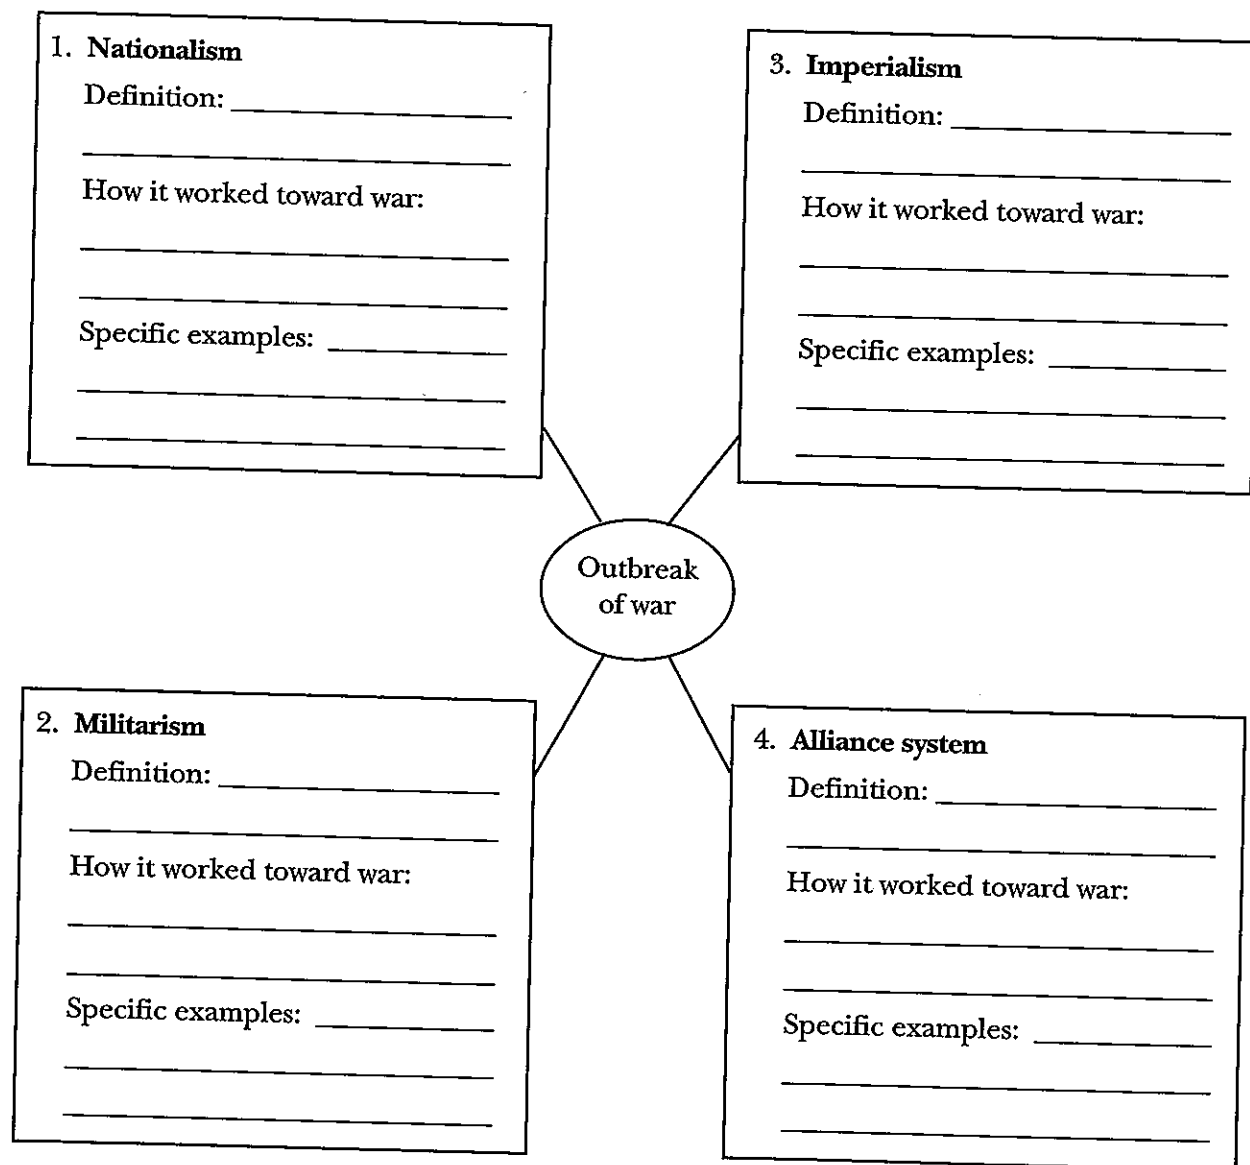 1. Nationalism
Definition:
How it worked toward war:
Specific examples:
3. Imperialism
Definition:
How it worked toward war:
Specific examples:
Outbreak
of war
2. Militarism
Definition:
How it worked toward war:
Specific examples:
4. Alliance system
Definition:
How it worked toward war:
Specific examples: